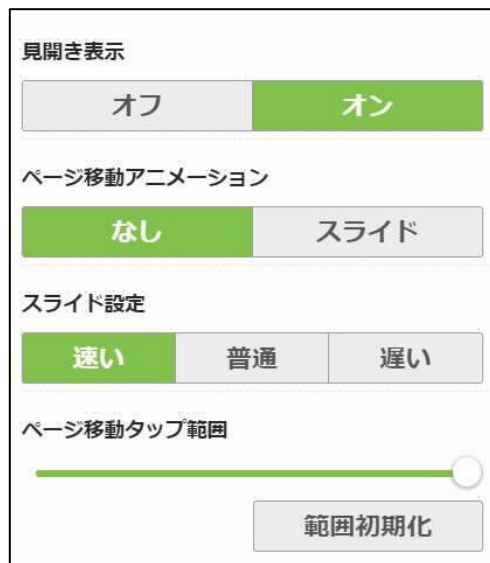 見開き表示
オフ オン
ページ移動アニメーション
なし スライド
スライド設定
速い 普通 遅い
ページ移動タップ範囲
範囲初期化